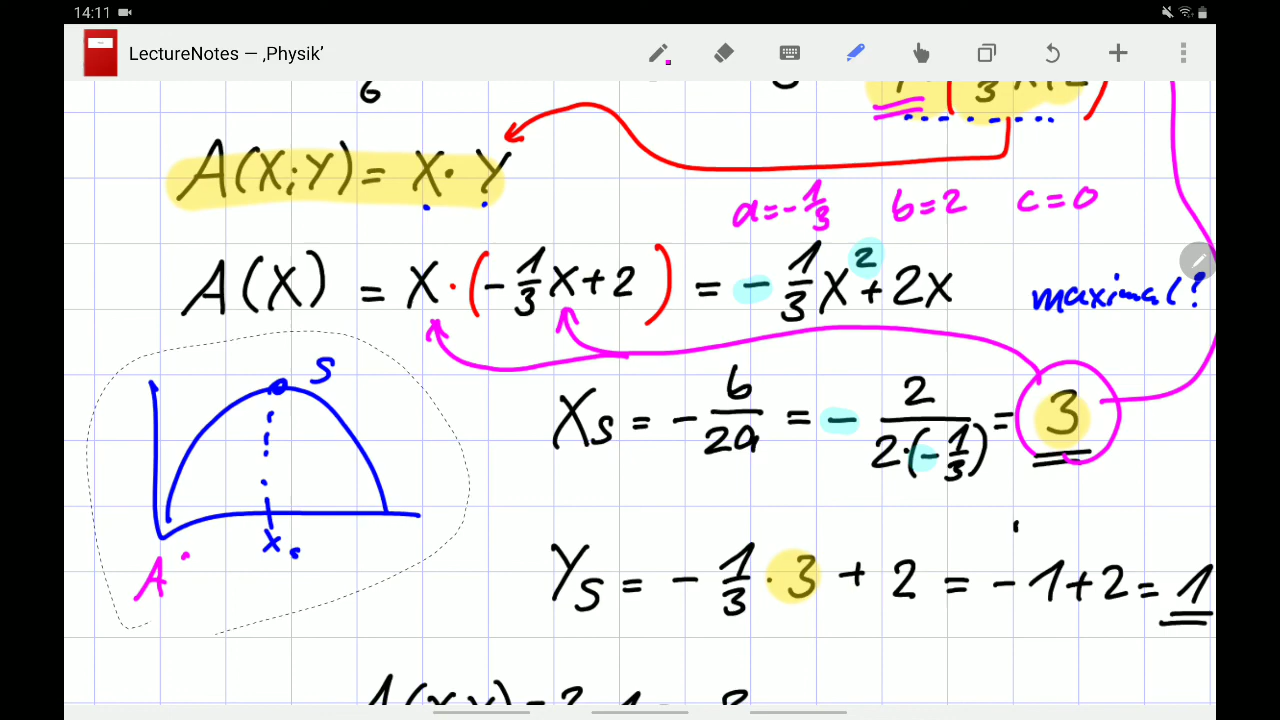 14:11
LectureNotes — ‚Physik’
6
A(X;Y) = X · Y
a=-1/3 b=2 c=0
A(X) = X · (-1/3 X+2) = -1/3 X² + 2X
maximal?
S
Xs = - b/2a = - 2/(2·(-1/3)) = 3
Xs
A
Ys = - 1/3 · 3 + 2 = -1+2 = 1